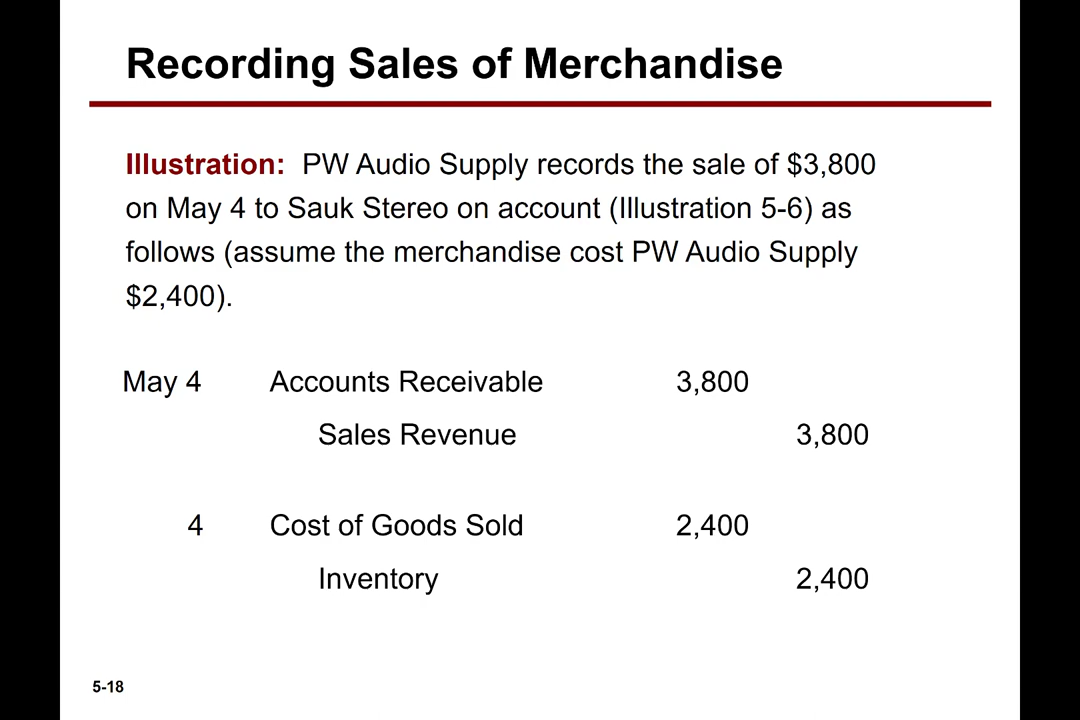 Recording Sales of Merchandise
Illustration: PW Audio Supply records the sale of $3,800
on May 4 to Sauk Stereo on account (Illustration 5-6) as
follows (assume the merchandise cost PW Audio Supply
$2,400).
May 4 Accounts Receivable 3,800
Sales Revenue 3,800
4 Cost of Goods Sold 2,400
Inventory 2,400
5-18